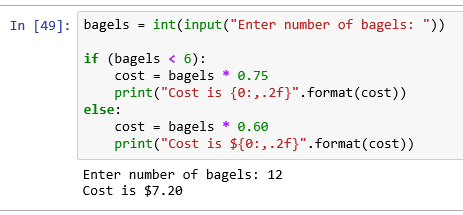 In [49]: bagels = int(input("Enter number of bagels: "))
if (bagels < 6):
    cost = bagels * 0.75
    print("Cost is {0:,.2f}".format(cost))
else:
    cost = bagels * 0.60
    print("Cost is ${0:,.2f}".format(cost))
Enter number of bagels: 12
Cost is $7.20